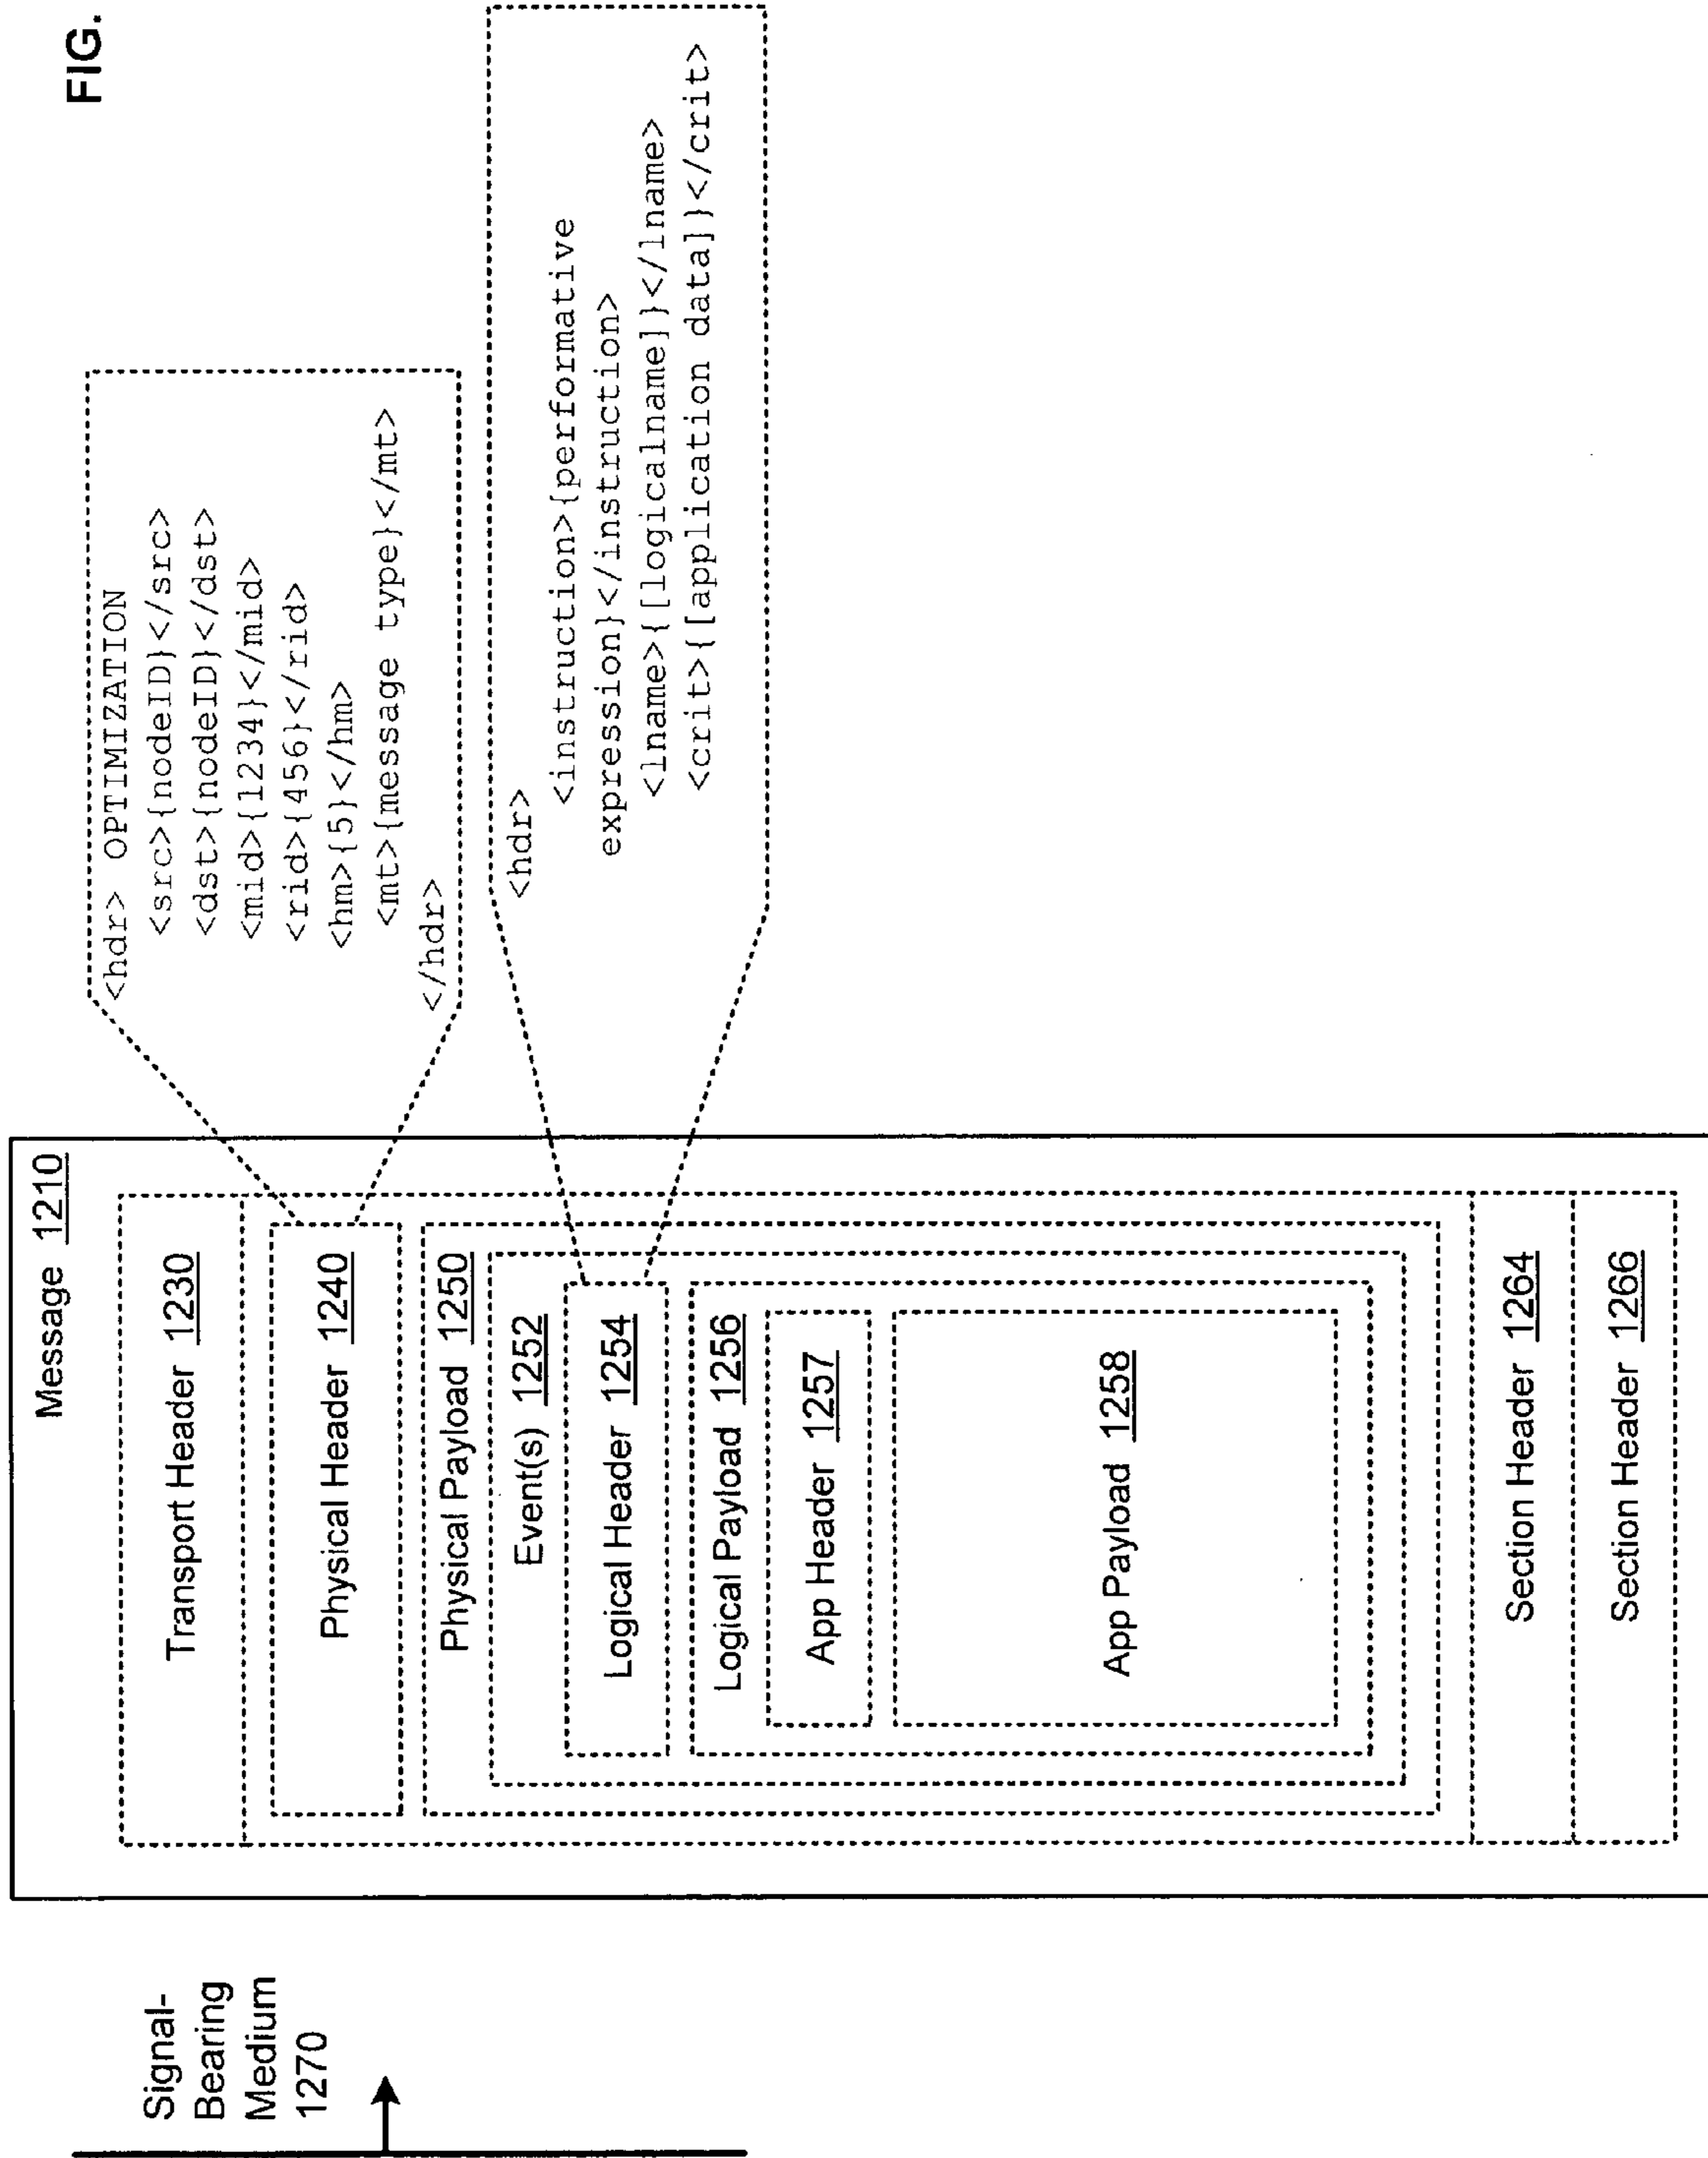 FIG.
Message 1210
Transport Header 1230
Physical Header 1240
Physical Payload 1250
Event(s) 1252
Logical Header 1254
Logical Payload 1256
App Header 1257
App Payload 1258
Section Header 1264
Section Header 1266
<hdr> OPTIMIZATION
<src>{nodeID}</src>
<dst>{nodeID}</dst>
<mid>{1234}</mid>
<rid>{456}</rid>
<hm>{5}</hm>
<mt>{message type}</mt>
</hdr>
<hdr>
<instruction>{performative
expression}</instruction>
<lname>{[logicalname]}</lname>
<crit>{[application data]}</crit>
Signal-
Bearing
Medium
1270